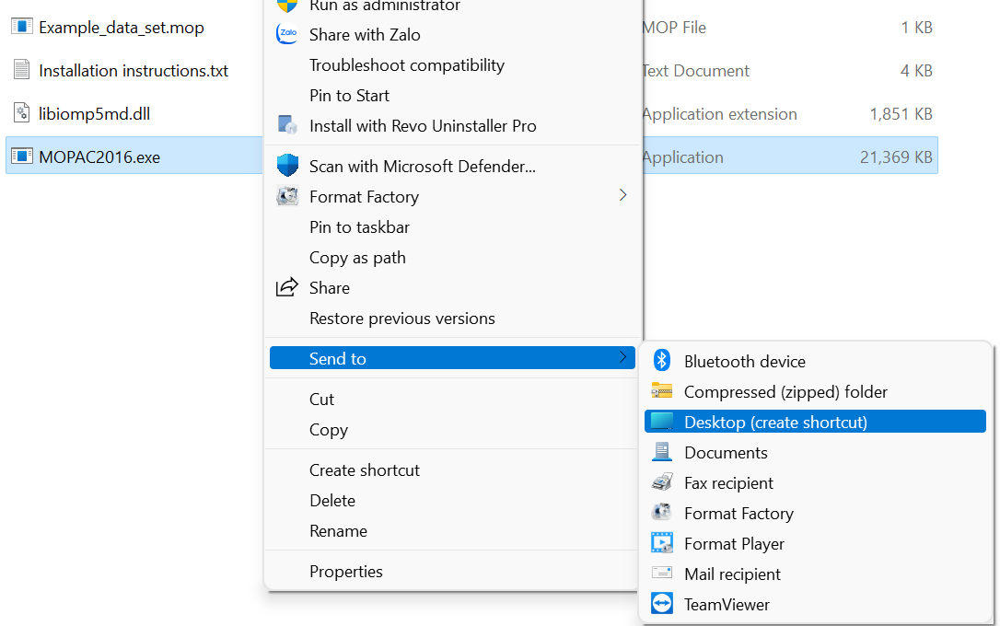 Example_data_set.mop
MOP File
1 KB
Installation instructions.txt
Text Document
4 KB
libiomp5md.dll
Application extension
1,851 KB
MOPAC2016.exe
Application
21,369 KB
Run as administrator
Zalo
Share with Zalo
Troubleshoot compatibility
Pin to Start
Install with Revo Uninstaller Pro
Scan with Microsoft Defender...
Format Factory
Pin to taskbar
Copy as path
Share
Restore previous versions
Send to
Cut
Copy
Create shortcut
Delete
Rename
Properties
Bluetooth device
Compressed (zipped) folder
Desktop (create shortcut)
Documents
Fax recipient
Format Factory
Format Player
Mail recipient
TeamViewer